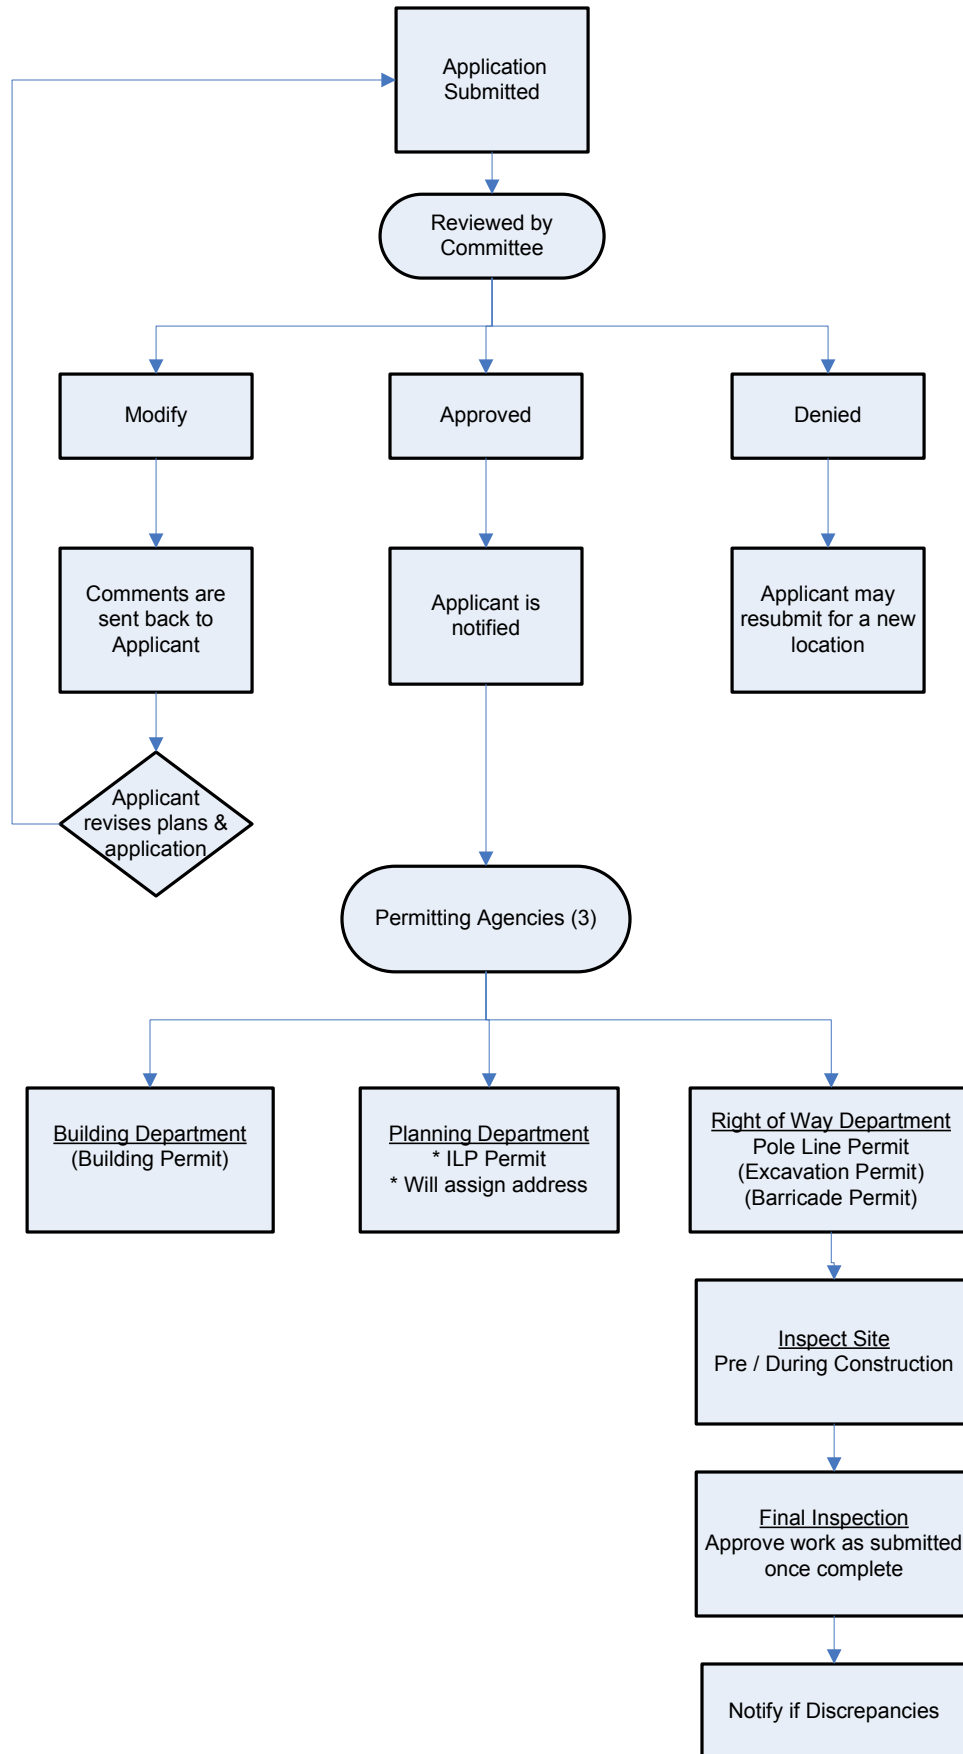 Application
Submitted
Reviewed by
Committee
Modify
Approved
Denied
Comments are
sent back to
Applicant
Applicant is
notified
Applicant may
resubmit for a new
location
Applicant
revises plans &
application
Permitting Agencies (3)
Building Department
(Building Permit)
Planning Department
* ILP Permit
* Will assign address
Right of Way Department
Pole Line Permit
(Excavation Permit)
(Barricade Permit)
Inspect Site
Pre / During Construction
Final Inspection
Approve work as submitted
once complete
Notify if Discrepancies